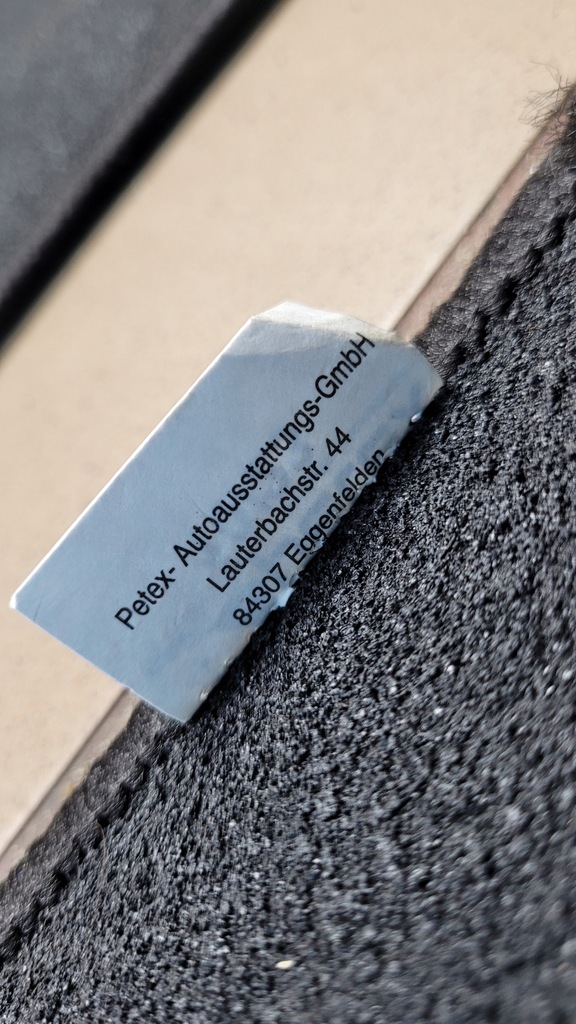 Petex- Autoausstattungs-GmbH
Lauterbachstr. 44
84307 Eggenfelden